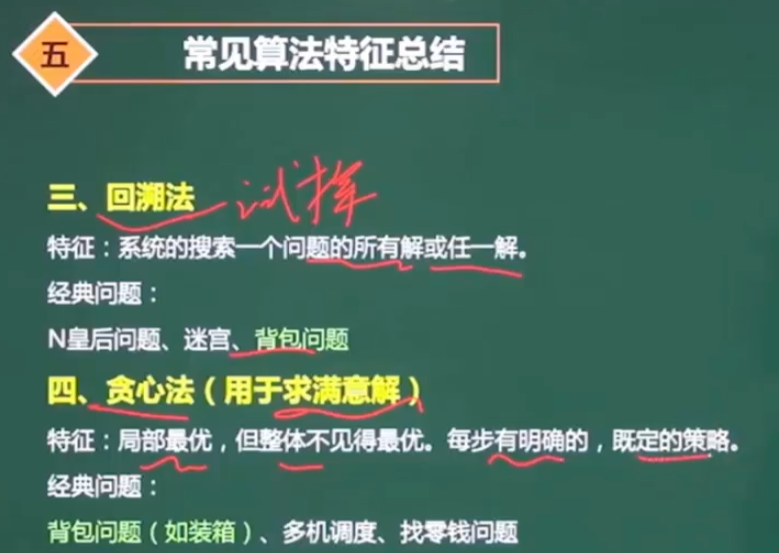 五
常见算法特征总结
三、回溯法 试探
特征：系统的搜索一个问题的所有解或任一解。
经典问题：
N皇后问题、迷宫、背包问题
四、贪心法（用于求满意解）
特征：局部最优，但整体不见得最优。每步有明确的，既定的策略。
经典问题：
背包问题（如装箱）、多机调度、找零钱问题